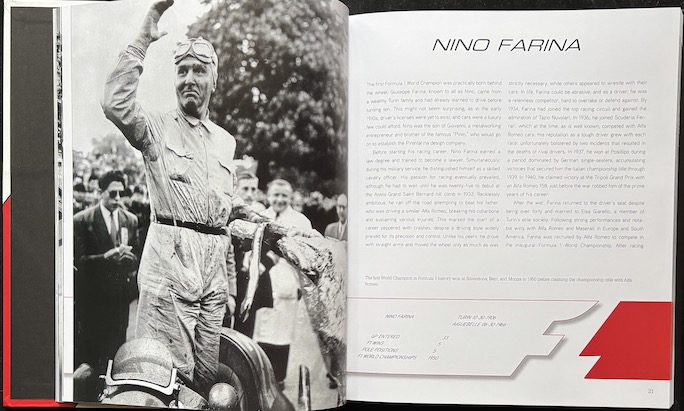 NINO FARINA
The first Formula 1 World Champion was practically born behind
the wheel. Giuseppe Farina, known to all as Nino, came from
a wealthy Turin family and had already learned to drive before
turning ten. This might not seem surprising, as in the early
1910s, driver's licenses were yet to exist, and cars were a luxury
few could afford. Nino was the son of Giovanni, a metalworking
entrepreneur and brother of the famous "Pinin," who would go
on to establish the Pininfarina design company.
Before starting his racing career, Nino Farina earned a
law degree and trained to become a lawyer. Simultaneously,
during his military service, he distinguished himself as a skilled
cavalry officer. His passion for racing eventually prevailed,
although he had to wait until he was twenty-six to debut at
the Aosta Grand Saint Bernard hill climb in 1932. Recklessly
ambitious, he ran off the road attempting to beat his father,
who was driving a similar Alfa Romeo, breaking his collarbone
and sustaining various injuries. This marked the start of a
career peppered with crashes, despite a driving style widely
praised for its precision and control. Unlike his peers, he drove
with straight arms and moved the wheel only as much as was
strictly necessary, while others appeared to wrestle with their
cars. In life, Farina could be abrasive, and as a driver, he was
a relentless competitor, hard to overtake or defend against. By
1934, Farina had joined the top racing circuit and gained the
admiration of Tazio Nuvolari. In 1936, he joined Scuderia Fer-
rari, which at the time, as is well known, competed with Alfa
Romeo cars. His reputation as a tough driver grew with each
race, unfortunately bolstered by two incidents that resulted in
the deaths of rival drivers. In 1937, he won at Posillipo during
a period dominated by German single-seaters, accumulating
victories that secured him the Italian championship title through
1939. In 1940, he claimed victory at the Tripoli Grand Prix with
an Alfa Romeo 158, just before the war robbed him of the prime
years of his career.
After the war, Farina returned to the driver's seat despite
being over forty and married to Elsa Giaretto, a member of
Turin's elite society. Following strong performances and nota-
ble wins with Alfa Romeo and Maserati in Europe and South
America, Farina was recruited by Alfa Romeo to compete in
the inaugural Formula 1 World Championship. After racing
The first World Champion in Formula 1 history won at Silverstone, Bern, and Monza in 1950 before claiming the championship title with Alfa
Romeo.
NINO FARINA TURIN 10-30-1906
AIGUEBELLE 06-30-1966
GP ENTERED 33
F1 WINS 5
POLE POSITIONS 5
F1 WORLD CHAMPIONSHIPS 1950
21